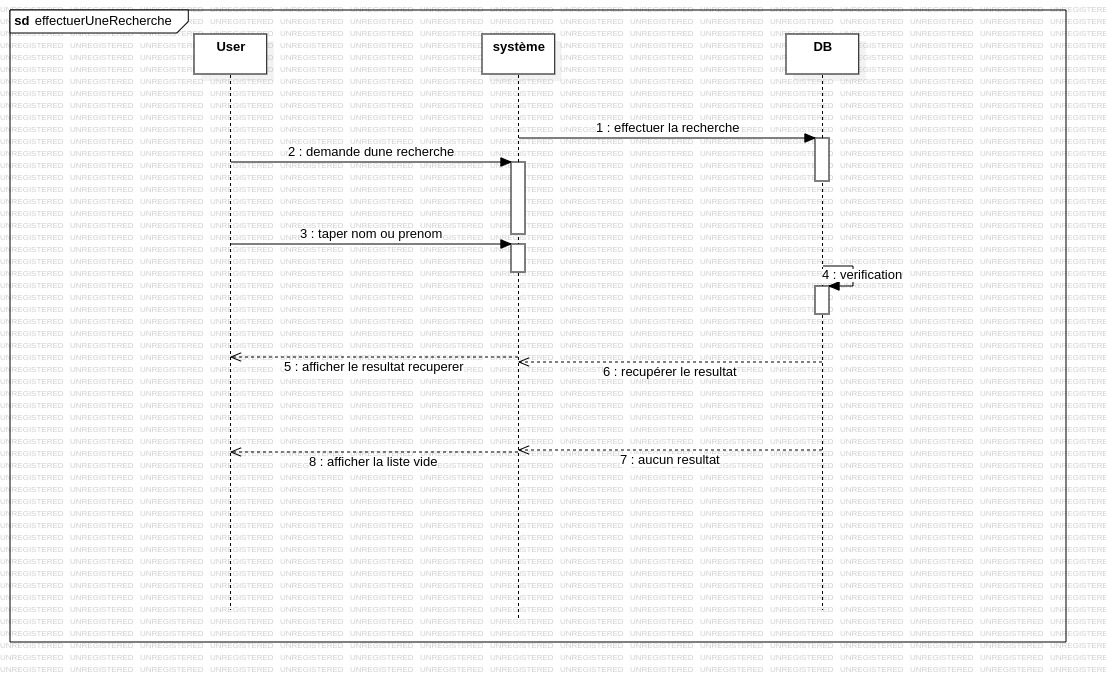 sd effectuerUneRecherche
User
système
DB
1 : effectuer la recherche
2 : demande dune recherche
3 : taper nom ou prenom
4 : verification
5 : afficher le resultat recuperer
6 : recupérer le resultat
7 : aucun resultat
8 : afficher la liste vide
UNREGISTERED